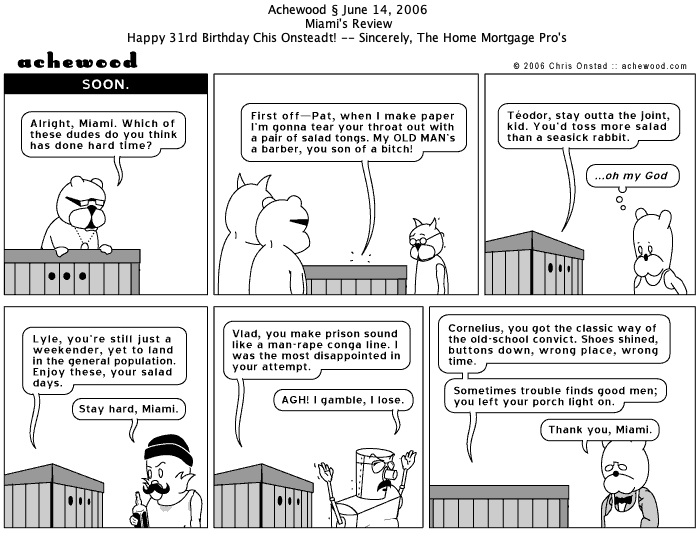 Achewood § June 14, 2006
Miami's Review
Happy 31rd Birthday Chis Onsteadt! -- Sincerely, The Home Mortgage Pro's
achewood
© 2006 Chris Onstad :: achewood.com
SOON.
Alright, Miami. Which of
these dudes do you think
has done hard time?
First off—Pat, when I make paper
I'm gonna tear your throat out with
a pair of salad tongs. My OLD MAN's
a barber, you son of a bitch!
Téodor, stay outta the joint,
kid. You'd toss more salad
than a seasick rabbit.
...oh my God
Lyle, you're still just a
weekender, yet to land
in the general population.
Enjoy these, your salad
days.
Stay hard, Miami.
Vlad, you make prison sound
like a man-rape conga line. I
was the most disappointed in
your attempt.
AGH! I gamble, I lose.
Cornelius, you got the classic way of
the old-school convict. Shoes shined,
buttons down, wrong place, wrong
time.
Sometimes trouble finds good men;
you left your porch light on.
Thank you, Miami.